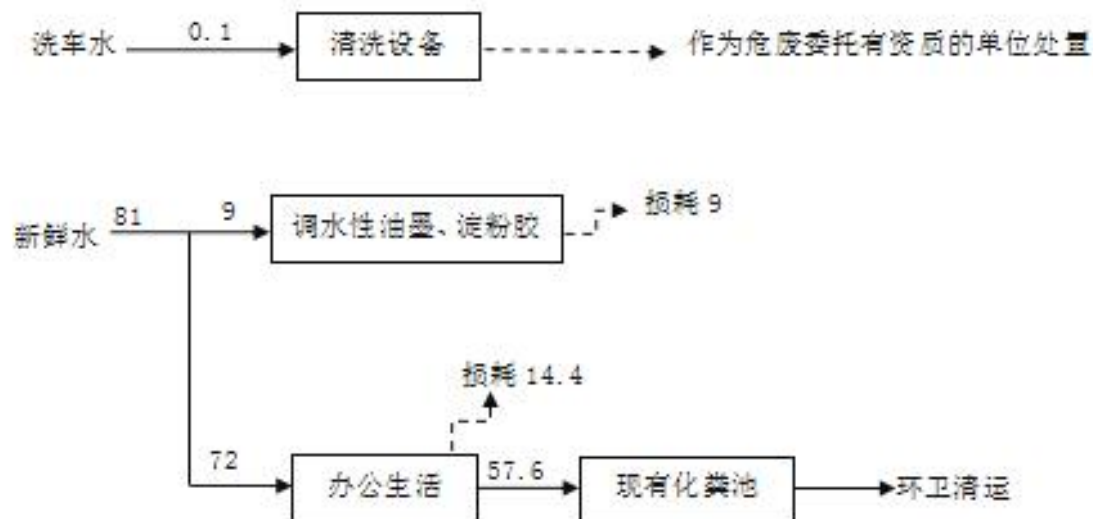 洗车水 0.1 清洗设备 作为危废委托有资质的单位处量
新鲜水 81 9 调水性油墨、淀粉胶 损耗 9
损耗 14.4
72 办公生活 57.6 现有化粪池 环卫清运